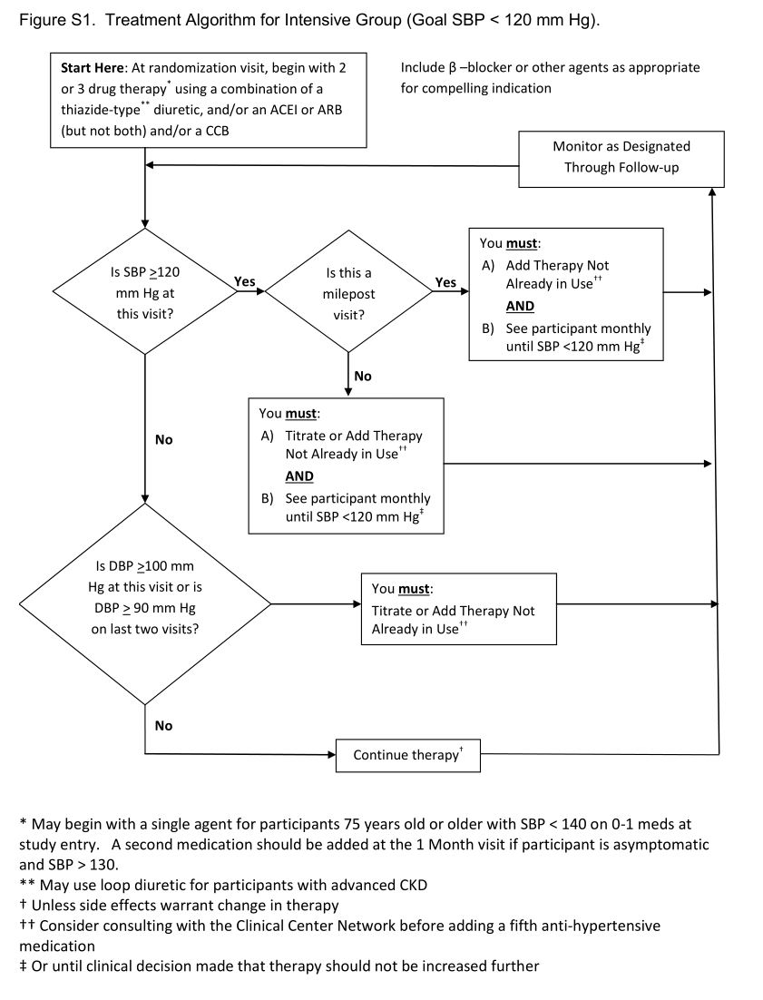 Figure S1.  Treatment Algorithm for Intensive Group (Goal SBP < 120 mm Hg).
Start Here: At randomization visit, begin with 2
or 3 drug therapy* using a combination of a
thiazide-type** diuretic, and/or an ACEI or ARB
(but not both) and/or a CCB
Include β –blocker or other agents as appropriate
for compelling indication
Monitor as Designated
Through Follow-up
Is SBP ≥120
mm Hg at
this visit?
Yes
Is this a
milepost
visit?
Yes
You must:
A) Add Therapy Not
Already in Use††
AND
B) See participant monthly
until SBP <120 mm Hg‡
No
You must:
A) Titrate or Add Therapy
Not Already in Use††
AND
B) See participant monthly
until SBP <120 mm Hg‡
No
Is DBP ≥100 mm
Hg at this visit or is
DBP ≥ 90 mm Hg
on last two visits?
You must:
Titrate or Add Therapy Not
Already in Use††
No
Continue therapy†
* May begin with a single agent for participants 75 years old or older with SBP < 140 on 0-1 meds at
study entry.   A second medication should be added at the 1 Month visit if participant is asymptomatic
and SBP > 130.
** May use loop diuretic for participants with advanced CKD
† Unless side effects warrant change in therapy
†† Consider consulting with the Clinical Center Network before adding a fifth anti-hypertensive
medication
‡ Or until clinical decision made that therapy should not be increased further